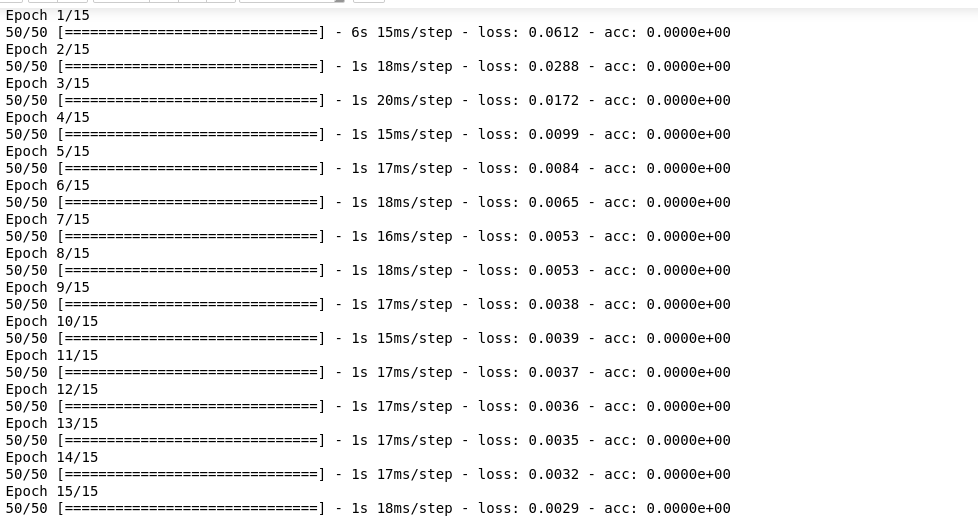 Epoch 1/15
50/50 [==============================] - 6s 15ms/step - loss: 0.0612 - acc: 0.0000e+00
Epoch 2/15
50/50 [==============================] - 1s 18ms/step - loss: 0.0288 - acc: 0.0000e+00
Epoch 3/15
50/50 [==============================] - 1s 20ms/step - loss: 0.0172 - acc: 0.0000e+00
Epoch 4/15
50/50 [==============================] - 1s 15ms/step - loss: 0.0099 - acc: 0.0000e+00
Epoch 5/15
50/50 [==============================] - 1s 17ms/step - loss: 0.0084 - acc: 0.0000e+00
Epoch 6/15
50/50 [==============================] - 1s 18ms/step - loss: 0.0065 - acc: 0.0000e+00
Epoch 7/15
50/50 [==============================] - 1s 16ms/step - loss: 0.0053 - acc: 0.0000e+00
Epoch 8/15
50/50 [==============================] - 1s 18ms/step - loss: 0.0053 - acc: 0.0000e+00
Epoch 9/15
50/50 [==============================] - 1s 17ms/step - loss: 0.0038 - acc: 0.0000e+00
Epoch 10/15
50/50 [==============================] - 1s 15ms/step - loss: 0.0039 - acc: 0.0000e+00
Epoch 11/15
50/50 [==============================] - 1s 17ms/step - loss: 0.0037 - acc: 0.0000e+00
Epoch 12/15
50/50 [==============================] - 1s 17ms/step - loss: 0.0036 - acc: 0.0000e+00
Epoch 13/15
50/50 [==============================] - 1s 17ms/step - loss: 0.0035 - acc: 0.0000e+00
Epoch 14/15
50/50 [==============================] - 1s 17ms/step - loss: 0.0032 - acc: 0.0000e+00
Epoch 15/15
50/50 [==============================] - 1s 18ms/step - loss: 0.0029 - acc: 0.0000e+00